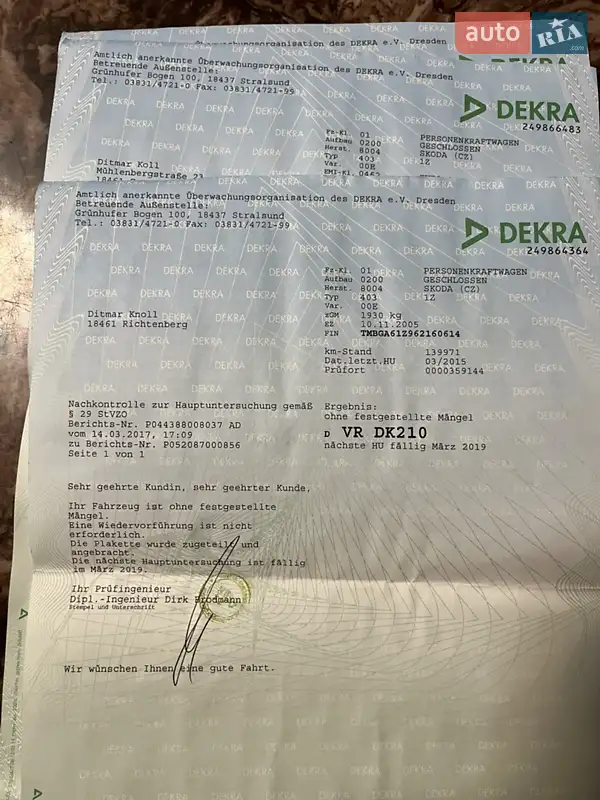 auto RIA .com
Überwachungsorganisation des DEKRA e.V. Dresden
Amtlich anerkannte Überwachungsorganisation des DEKRA e.V. Dresden
Betreuende Außenstelle:
Grünhufer Bogen 100, 18437 Stralsund
Tel.: 03831/4721-0 Fax: 03831/4721-99
DEKRA
249866483
Fz-Kl. 01 PERSONENKRAFTWAGEN
Aufbau 0200 GESCHLOSSEN
Herst. 8004 SKODA (CZ)
Typ 403 1Z
Var. 00E
Ditmar Koll
Mühlenbergstraße 23
18461
Amtlich anerkannte Überwachungsorganisation des DEKRA e.V. Dresden
Betreuende Außenstelle:
Grünhufer Bogen 100, 18437 Stralsund
Tel.: 03831/4721-0 Fax: 03831/4721-99
DEKRA
249864364
Fz-Kl. 01 PERSONENKRAFTWAGEN
Aufbau 0200 GESCHLOSSEN
Herst. 8004 SKODA (CZ)
Typ 403 1Z
Var. 00E
zGM 1930 kg
EZ 10.11.2005
FIN TMBGA612962160614
Ditmar Knoll
18461 Richtenberg
km-Stand 139971
Dat.letzt.HU 03/2015
Prüfort 0000359144
Nachkontrolle zur Hauptuntersuchung gemäß
§ 29 StVZO
Berichts-Nr. P044388008037 AD
vom 14.03.2017, 17:09
zu Berichts-Nr. P052087000856
Seite 1 von 1
Ergebnis:
ohne festgestellte Mängel
D VR DK210
nächste HU fällig März 2019
Sehr geehrte Kundin, sehr geehrter Kunde,
Ihr Fahrzeug ist ohne festgestellte
Mängel.
Eine Wiedervorführung ist nicht
erforderlich.
Die Plakette wurde zugeteilt und
angebracht.
Die nächste Hauptuntersuchung ist fällig
im März 2019.
Ihr Prüfingenieur
Dipl.-Ingenieur Dirk Brodmann
Stempel und Unterschrift
Wir wünschen Ihnen eine gute Fahrt.